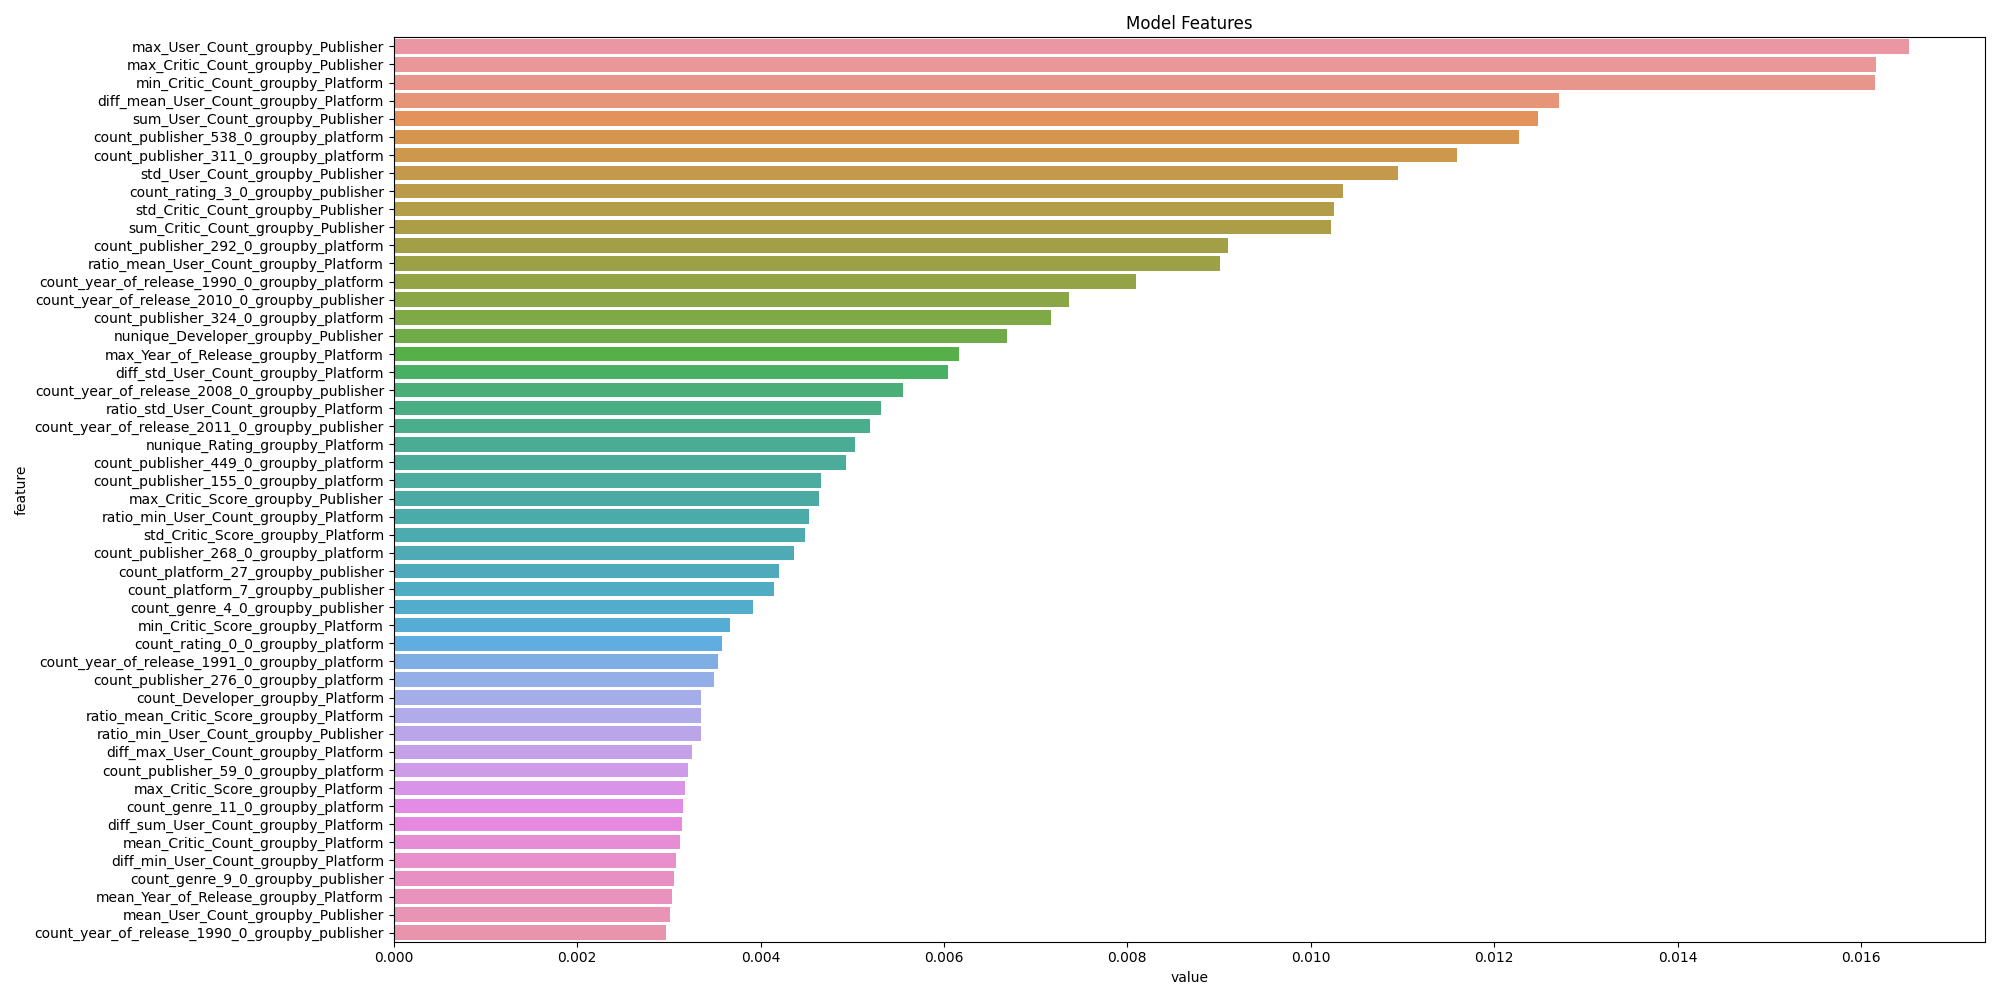 Model Features
max_User_Count_groupby_Publisher
max_Critic_Count_groupby_Publisher
min_Critic_Count_groupby_Platform
diff_mean_User_Count_groupby_Platform
sum_User_Count_groupby_Publisher
count_publisher_538_0_groupby_platform
count_publisher_311_0_groupby_platform
std_User_Count_groupby_Publisher
count_rating_3_0_groupby_publisher
std_Critic_Count_groupby_Publisher
sum_Critic_Count_groupby_Publisher
count_publisher_292_0_groupby_platform
ratio_mean_User_Count_groupby_Platform
count_year_of_release_1990_0_groupby_platform
count_year_of_release_2010_0_groupby_publisher
count_publisher_324_0_groupby_platform
nunique_Developer_groupby_Publisher
max_Year_of_Release_groupby_Platform
diff_std_User_Count_groupby_Platform
count_year_of_release_2008_0_groupby_publisher
ratio_std_User_Count_groupby_Platform
count_year_of_release_2011_0_groupby_publisher
nunique_Rating_groupby_Platform
count_publisher_449_0_groupby_platform
count_publisher_155_0_groupby_platform
max_Critic_Score_groupby_Publisher
ratio_min_User_Count_groupby_Platform
std_Critic_Score_groupby_Platform
count_publisher_268_0_groupby_platform
count_platform_27_groupby_publisher
count_platform_7_groupby_publisher
count_genre_4_0_groupby_publisher
min_Critic_Score_groupby_Platform
count_rating_0_0_groupby_platform
count_year_of_release_1991_0_groupby_platform
count_publisher_276_0_groupby_platform
count_Developer_groupby_Platform
ratio_mean_Critic_Score_groupby_Platform
ratio_min_User_Count_groupby_Publisher
diff_max_User_Count_groupby_Platform
count_publisher_59_0_groupby_platform
max_Critic_Score_groupby_Platform
count_genre_11_0_groupby_platform
diff_sum_User_Count_groupby_Platform
mean_Critic_Count_groupby_Platform
diff_min_User_Count_groupby_Platform
count_genre_9_0_groupby_publisher
mean_Year_of_Release_groupby_Platform
mean_User_Count_groupby_Publisher
count_year_of_release_1990_0_groupby_publisher
feature
0.000 0.002 0.004 0.006 0.008 0.010 0.012 0.014 0.016
value